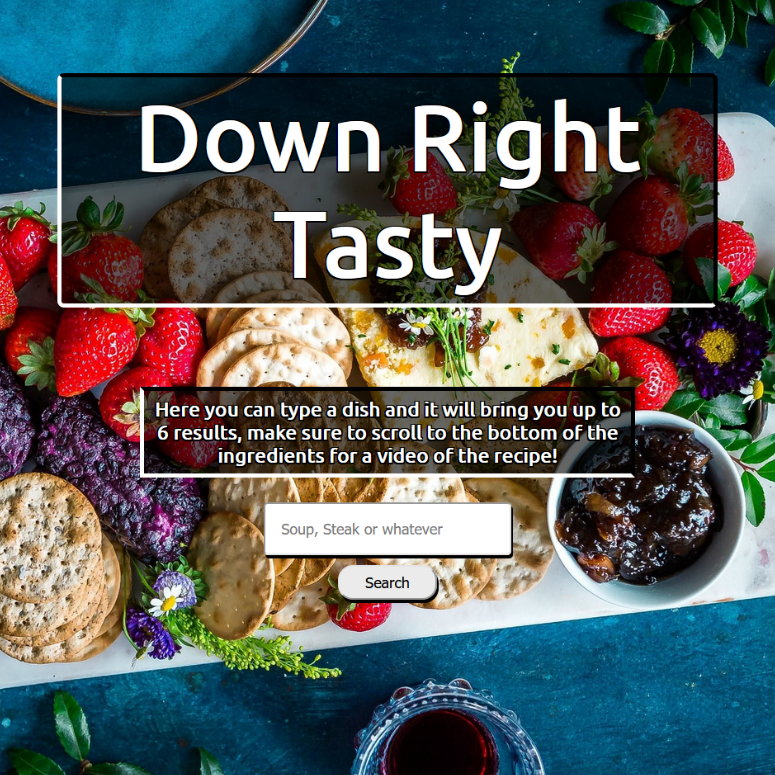 Down Right
Tasty
Here you can type a dish and it will bring you up to
6 results, make sure to scroll to the bottom of the
ingredients for a video of the recipe!
Soup, Steak or whatever
Search